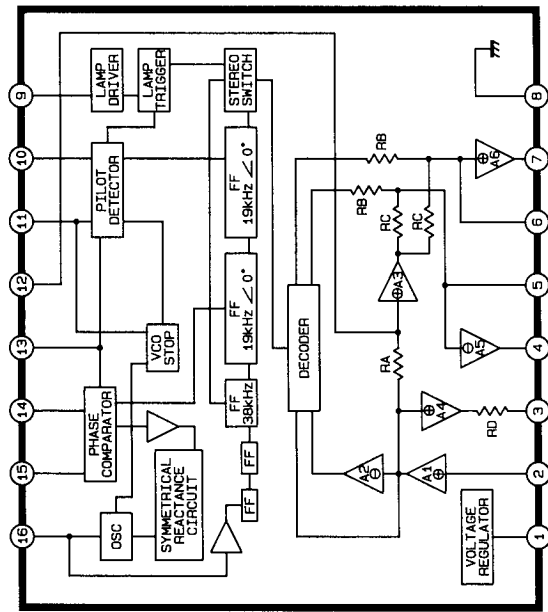 16
15
14
13
12
11
10
9
OSC
PHASE
COMPARATOR
VCO
STOP
PILOT
DETECTOR
LAMP
TRIGGER
LAMP
DRIVER
SYMMETRICAL
REACTANCE
CIRCUIT
FF
FF
FF
38kHz
FF
19kHz ∠0°
FF
19kHz ∠0°
STEREO
SWITCH
DECODER
RB
RB
RC
RC
⊕A3
RA
⊖
A2
A1
⊕
⊕
A4
RD
⊖
A5
⊕
A6
VOLTAGE
REGULATOR
1
2
3
4
5
6
7
8